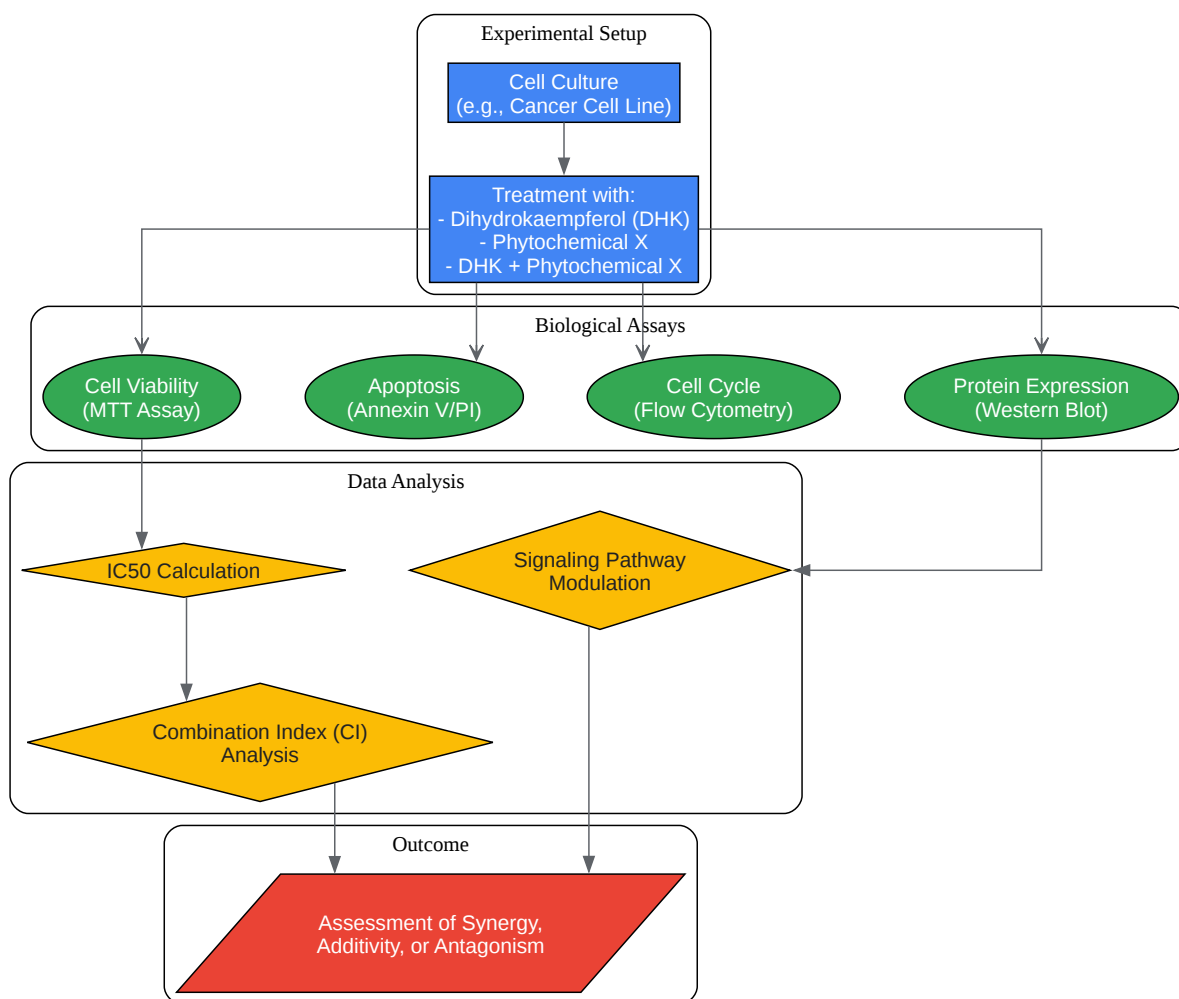 Experimental Setup
Cell Culture
(e.g., Cancer Cell Line)
Treatment with:
- Dihydrokaempferol (DHK)
- Phytochemical X
- DHK + Phytochemical X
Biological Assays
Cell Viability
(MTT Assay)
Apoptosis
(Annexin V/PI)
Cell Cycle
(Flow Cytometry)
Protein Expression
(Western Blot)
Data Analysis
IC50 Calculation
Signaling Pathway
Modulation
Combination Index (CI)
Analysis
Outcome
Assessment of Synergy,
Additivity, or Antagonism